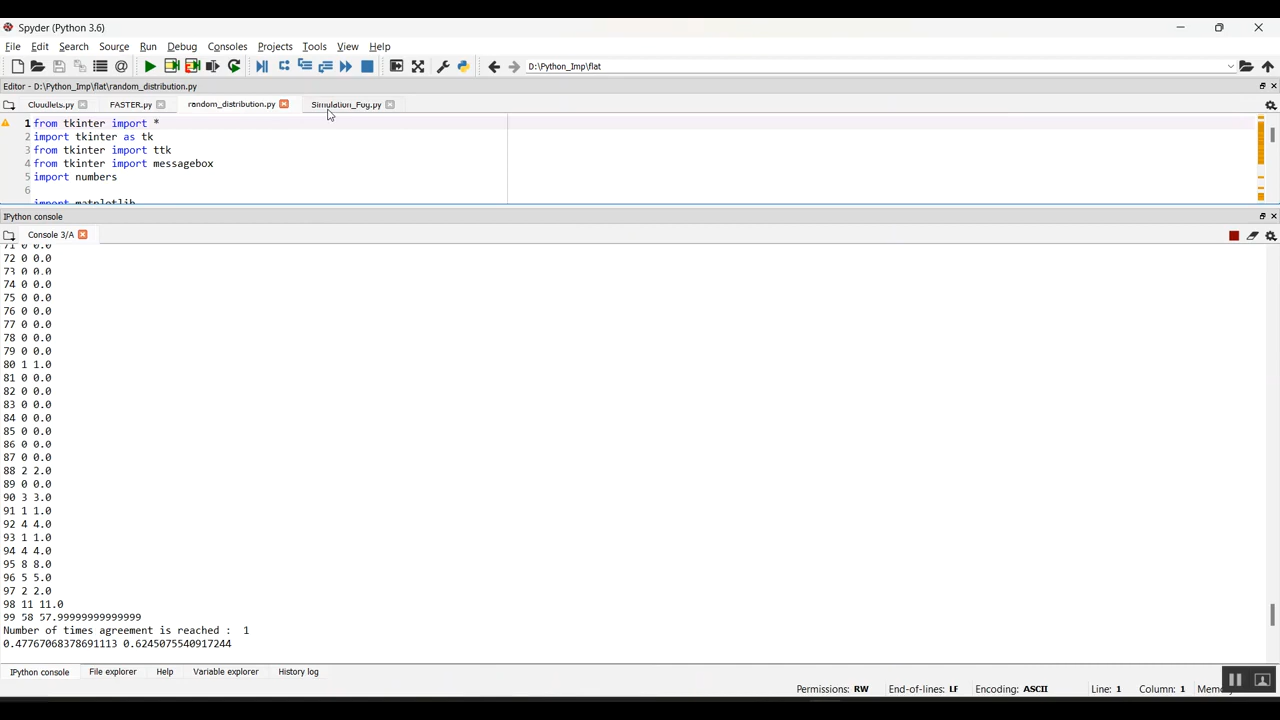 Spyder (Python 3.6)
File Edit Search Source Run Debug Consoles Projects Tools View Help
D:\Python_Imp\flat
Editor - D:\Python_Imp\flat\random_distribution.py
Cloudlets.py FASTER.py random_distribution.py Simulation_Fog.py
1 from tkinter import *
2 import tkinter as tk
3 from tkinter import ttk
4 from tkinter import messagebox
5 import numbers
6
import matplotlib
IPython console
Console 3/A
71 0 0.0
72 0 0.0
73 0 0.0
74 0 0.0
75 0 0.0
76 0 0.0
77 0 0.0
78 0 0.0
79 0 0.0
80 1 1.0
81 0 0.0
82 0 0.0
83 0 0.0
84 0 0.0
85 0 0.0
86 0 0.0
87 0 0.0
88 2 2.0
89 0 0.0
90 3 3.0
91 1 1.0
92 4 4.0
93 1 1.0
94 4 4.0
95 8 8.0
96 5 5.0
97 2 2.0
98 11 11.0
99 58 57.99999999999999
Number of times agreement is reached : 1
0.47767068378691113 0.6245075540917244
IPython console File explorer Help Variable explorer History log
Permissions: RW End-of-lines: LF Encoding: ASCII Line: 1 Column: 1